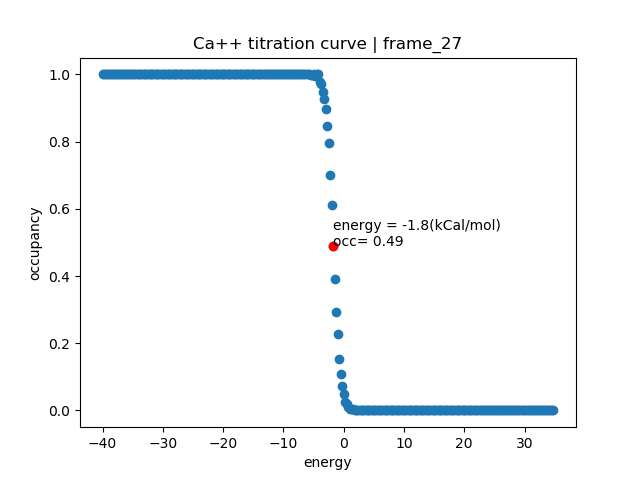 Ca++ titration curve | frame_27
1.0
0.8
0.6
0.4
0.2
0.0
occupancy
energy = -1.8(kCal/mol)
occ= 0.49
−40 −30 −20 −10 0 10 20 30
energy